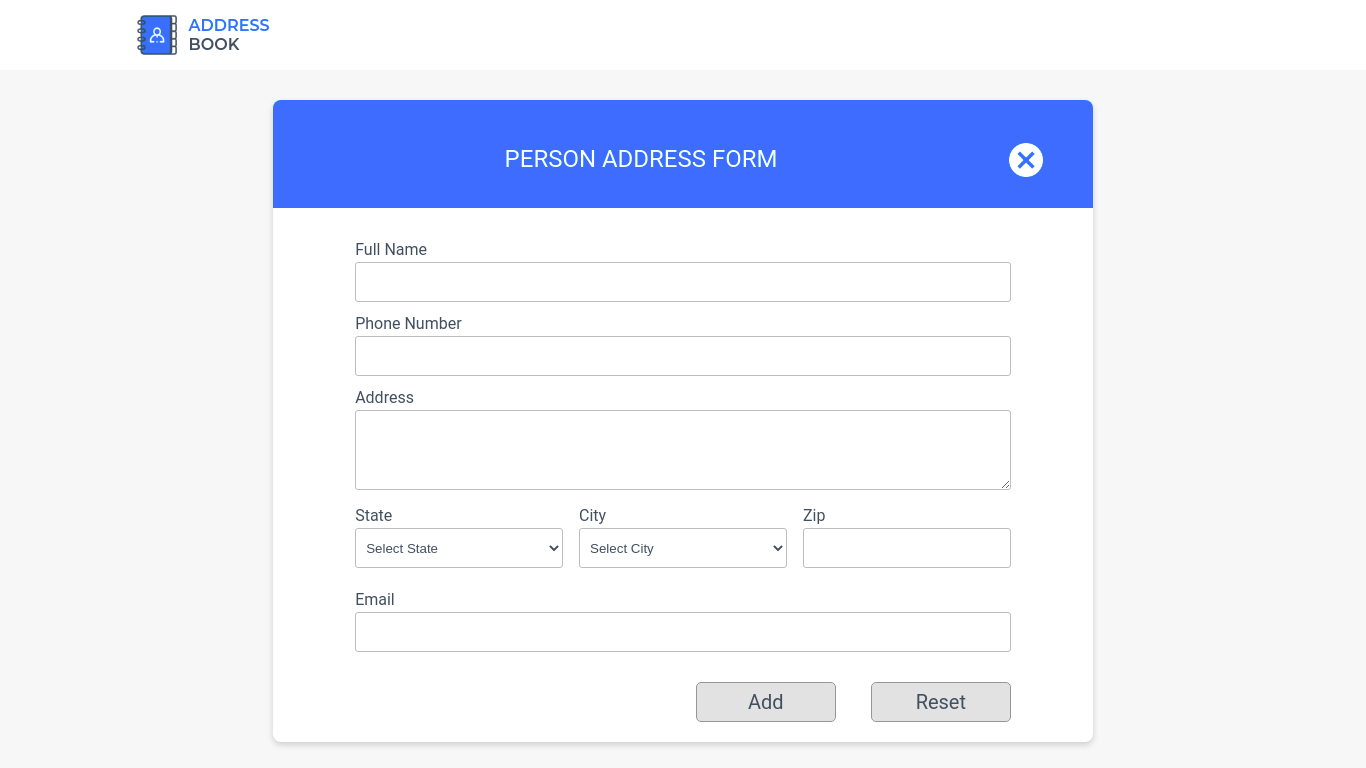 ADDRESS
BOOK
PERSON ADDRESS FORM
Full Name
Phone Number
Address
State City Zip
Select State Select City
Email
Add Reset